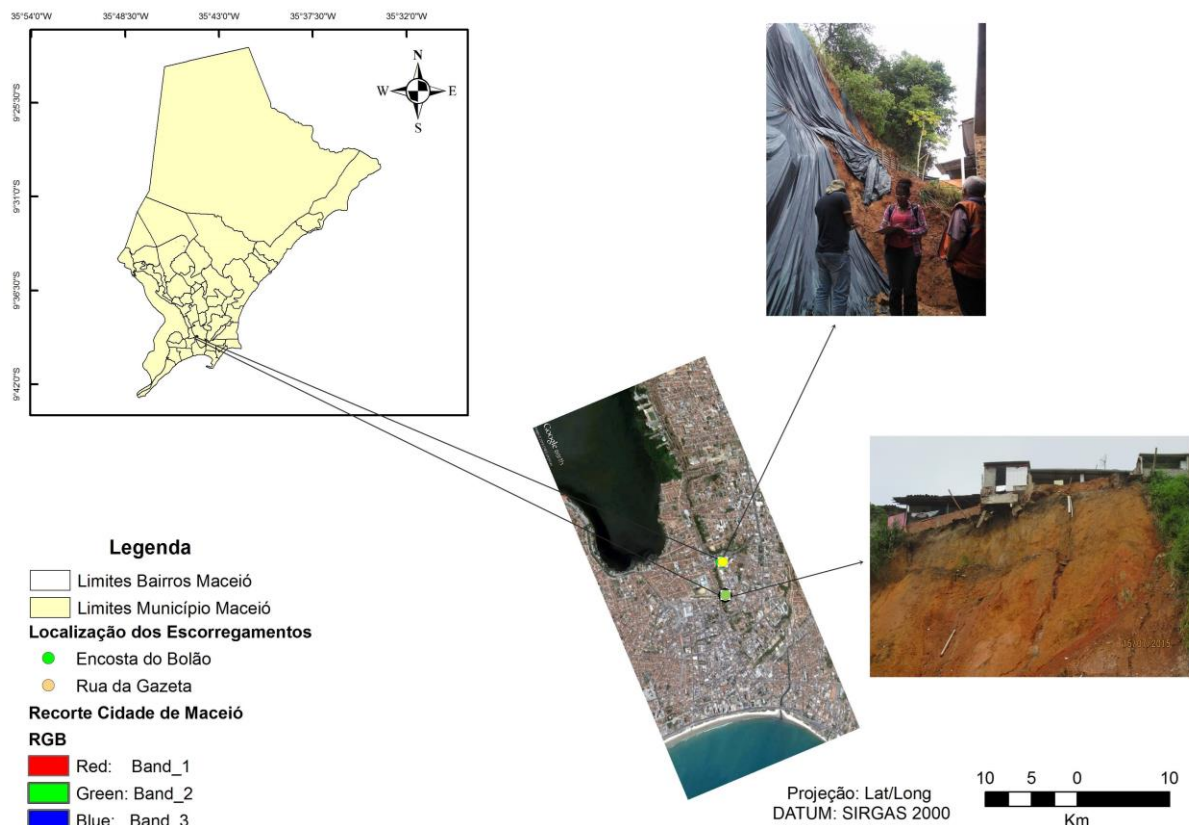 35°54'0"W 35°48'30"W 35°43'0"W 35°37'30"W 35°32'0"W
9°25'30"S
9°31'0"S
9°36'30"S
9°42'0"S
N
W E
S
Google earth
Legenda
Limites Bairros Maceió
Limites Município Maceió
Localização dos Escorregamentos
Encosta do Bolão
Rua da Gazeta
Recorte Cidade de Maceió
RGB
Red: Band_1
Green: Band_2
Blue: Band_3
Projeção: Lat/Long
DATUM: SIRGAS 2000
10 5 0 10
Km